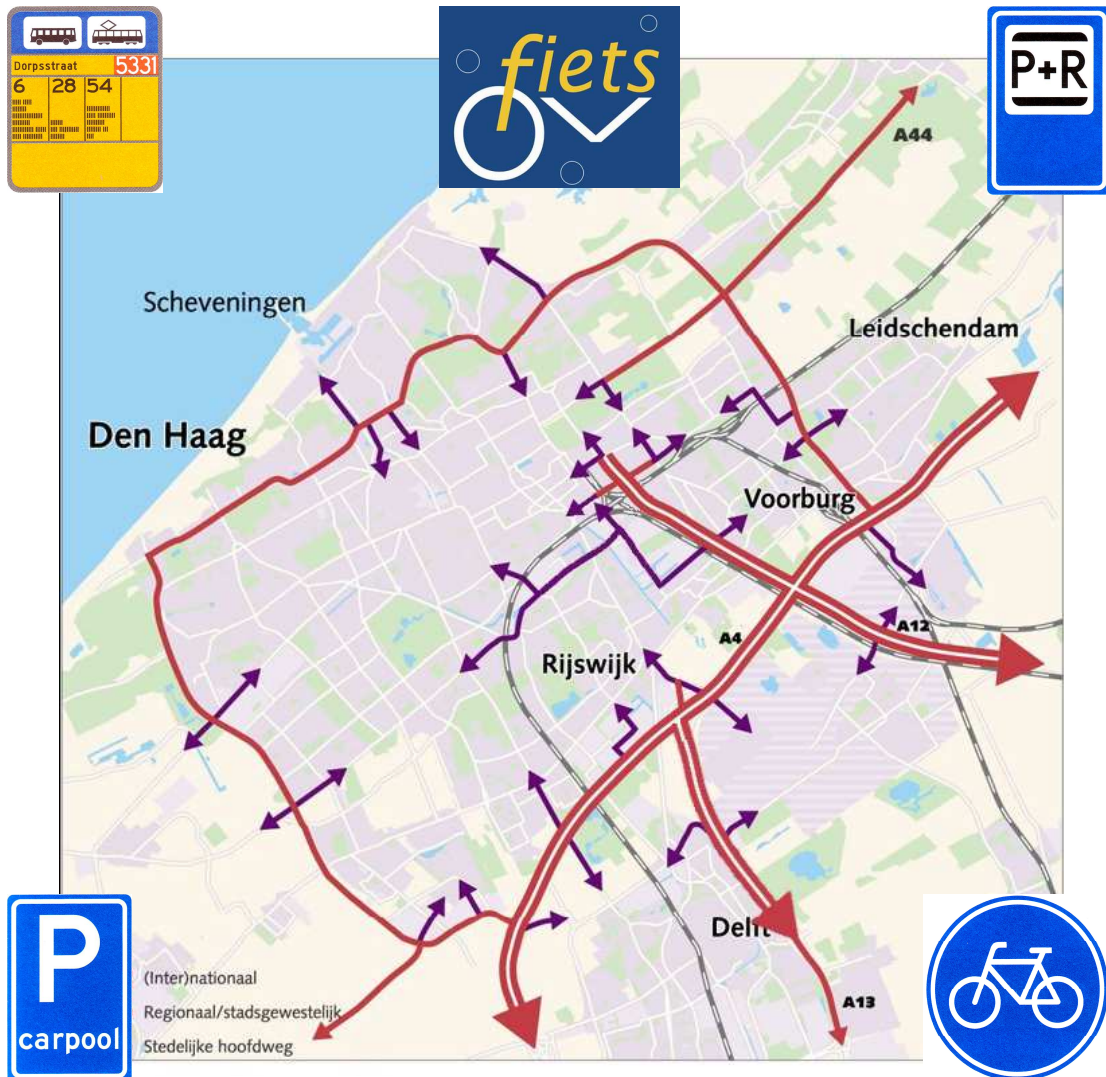 Dorpsstraat 5331
6 28 54
fiets
P+R
A44
Scheveningen
Leidschendam
Den Haag
Voorburg
A12
A4
Rijswijk
Delft
(Inter)nationaal
Regionaal/stadsgewestelijk
A13
Stedelijke hoofdweg
P
carpool